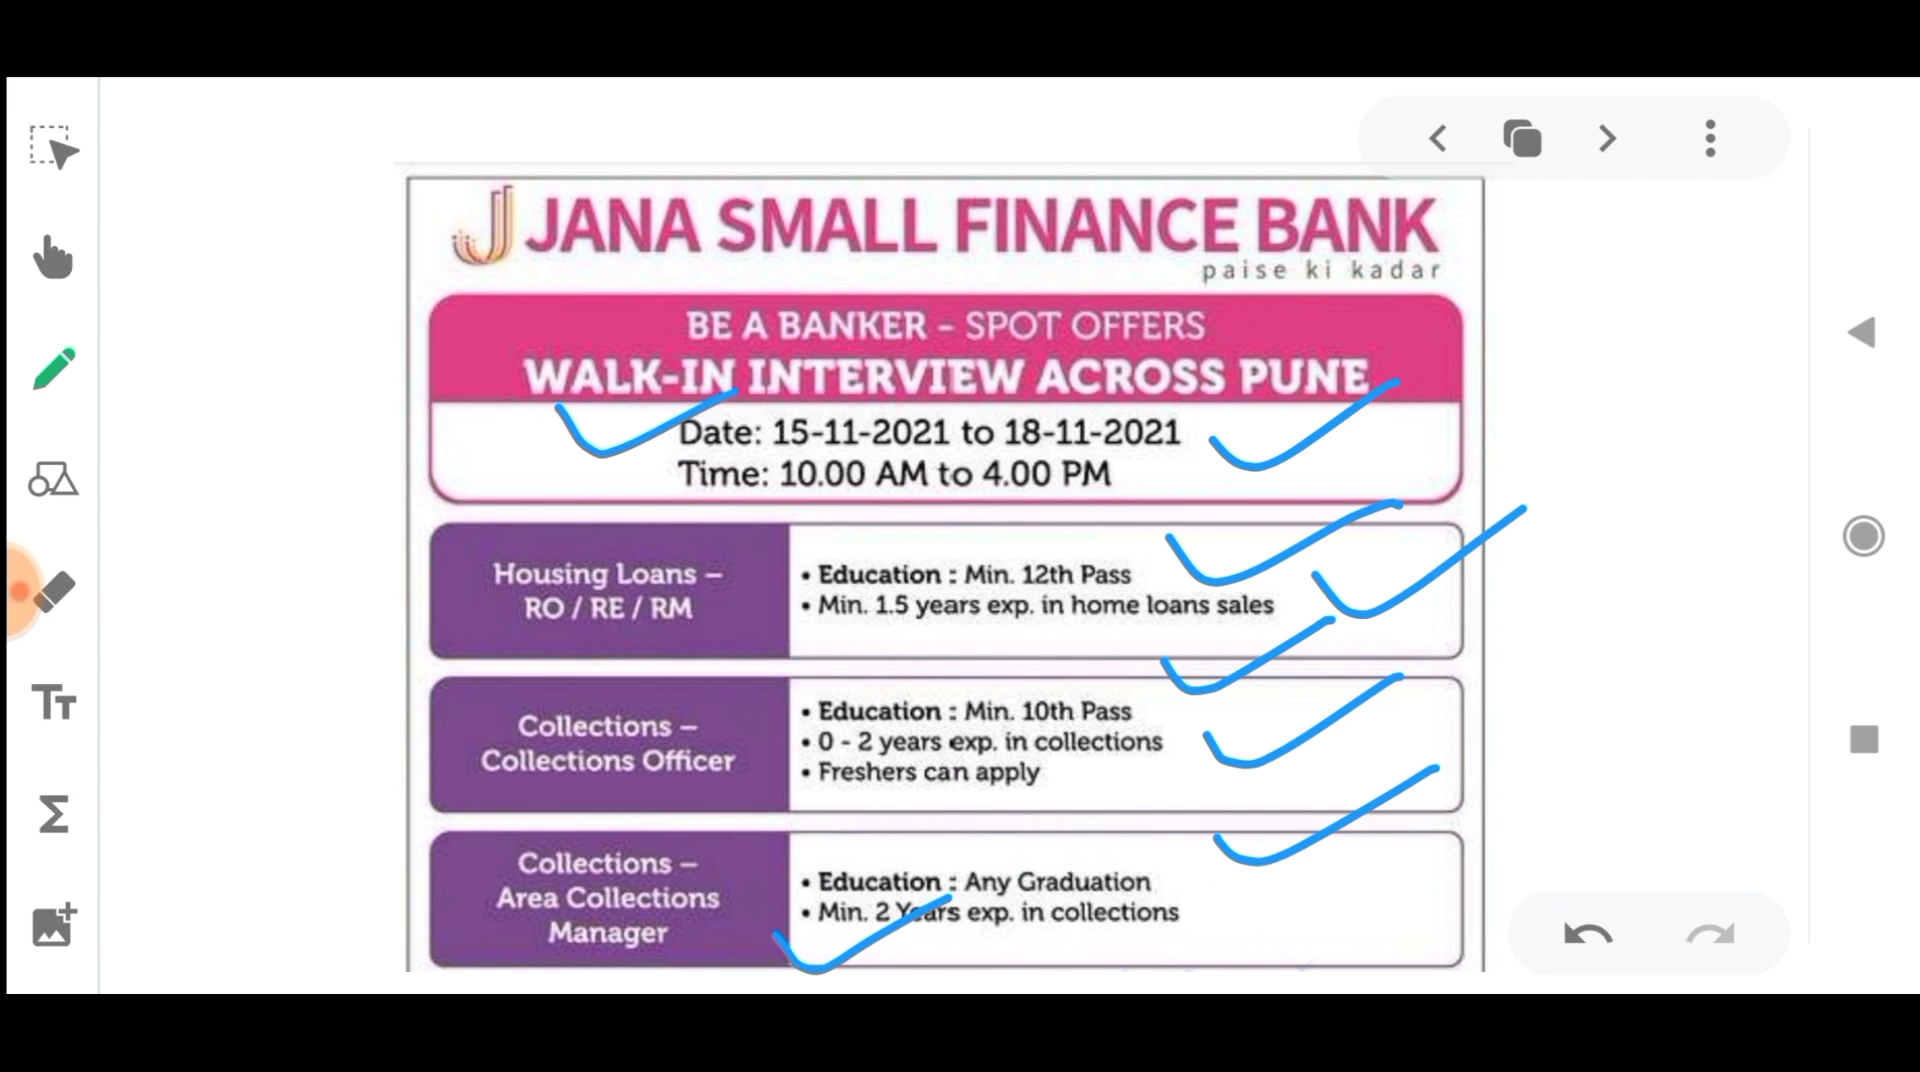 JANA SMALL FINANCE BANK
paise ki kadar
BE A BANKER - SPOT OFFERS
WALK-IN INTERVIEW ACROSS PUNE
Date: 15-11-2021 to 18-11-2021
Time: 10.00 AM to 4.00 PM
Housing Loans –
RO / RE / RM
• Education : Min. 12th Pass
• Min. 1.5 years exp. in home loans sales
Collections –
Collections Officer
• Education : Min. 10th Pass
• 0 - 2 years exp. in collections
• Freshers can apply
Collections –
Area Collections
Manager
• Education : Any Graduation
• Min. 2 Years exp. in collections